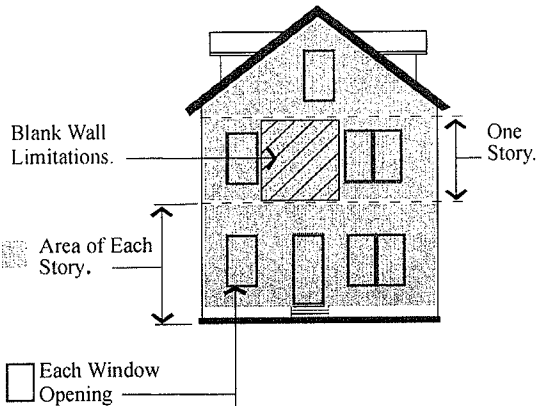 Blank Wall
Limitations.
One
Story.
Area of Each
Story.
Each Window
Opening